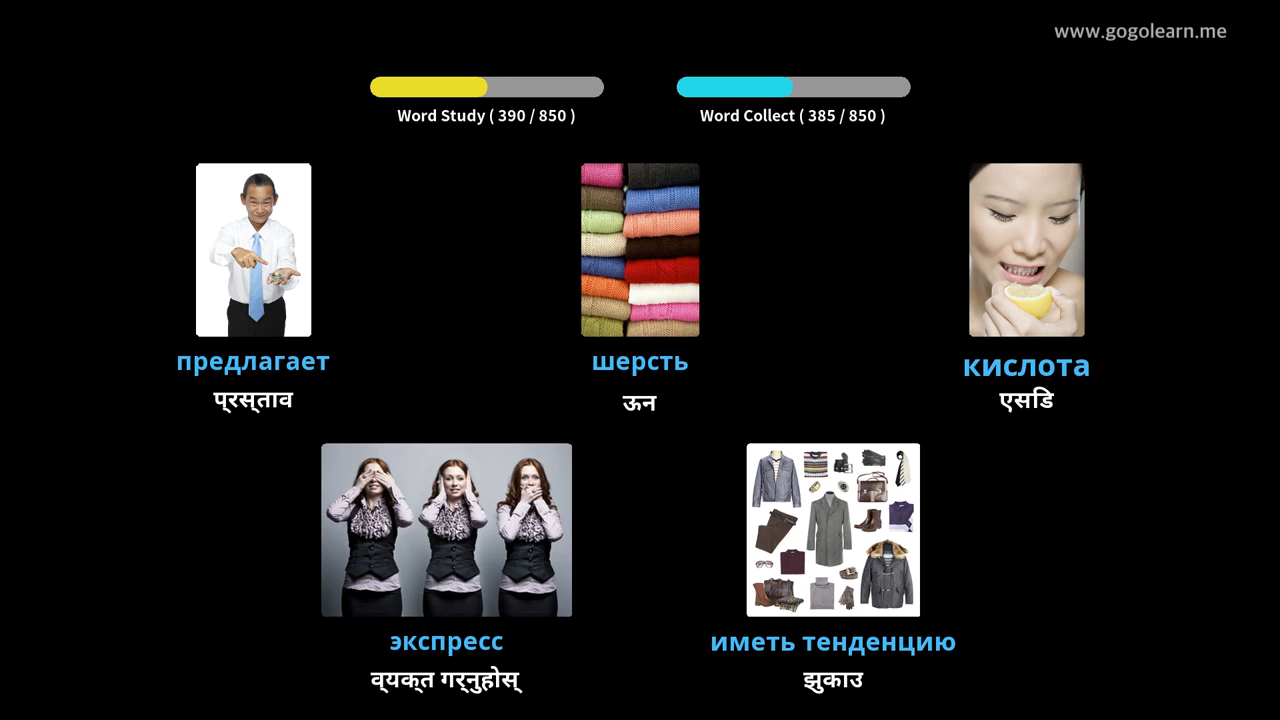 www.gogolearn.me
Word Study ( 390 / 850 )
Word Collect ( 385 / 850 )
предлагает
шерсть
кислота
प्रस्ताव
ऊन
एसडि
экспресс
иметь тенденцию
व्यक्त गर्नुहोस्
झुकाउ